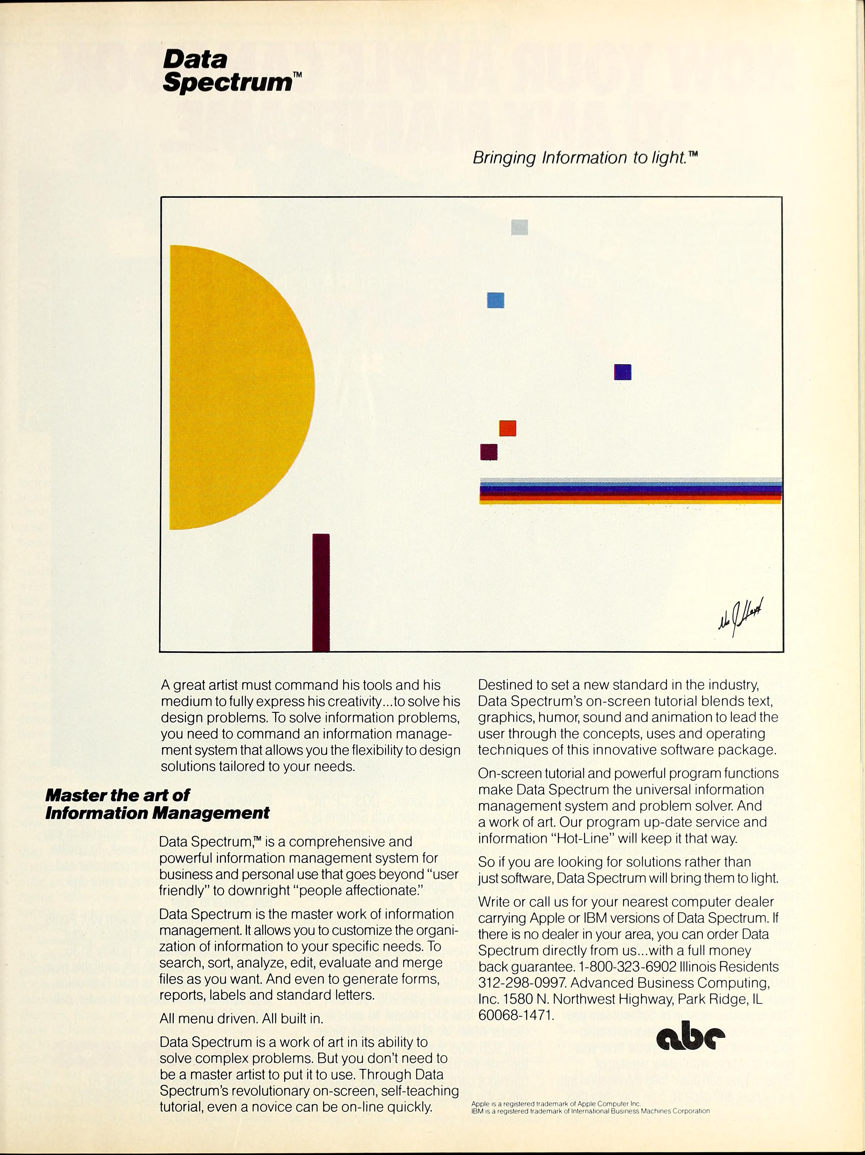 Data
Spectrum™
Bringing Information to light.™
A great artist must command his tools and his
medium to fully express his creativity...to solve his
design problems. To solve information problems,
you need to command an information manage-
ment system that allows you the flexibility to design
solutions tailored to your needs.
Master the art of
Information Management
Data Spectrum,™ is a comprehensive and
powerful information management system for
business and personal use that goes beyond "user
friendly" to downright "people affectionate."
Data Spectrum is the master work of information
management. It allows you to customize the organi-
zation of information to your specific needs. To
search, sort, analyze, edit, evaluate and merge
files as you want. And even to generate forms,
reports, labels and standard letters.
All menu driven. All built in.
Data Spectrum is a work of art in its ability to
solve complex problems. But you don't need to
be a master artist to put it to use. Through Data
Spectrum's revolutionary on-screen, self-teaching
tutorial, even a novice can be on-line quickly.
Destined to set a new standard in the industry,
Data Spectrum's on-screen tutorial blends text,
graphics, humor, sound and animation to lead the
user through the concepts, uses and operating
techniques of this innovative software package.
On-screen tutorial and powerful program functions
make Data Spectrum the universal information
management system and problem solver. And
a work of art. Our program up-date service and
information "Hot-Line" will keep it that way.
So if you are looking for solutions rather than
just software, Data Spectrum will bring them to light.
Write or call us for your nearest computer dealer
carrying Apple or IBM versions of Data Spectrum. If
there is no dealer in your area, you can order Data
Spectrum directly from us...with a full money
back guarantee. 1-800-323-6902 Illinois Residents
312-298-0997. Advanced Business Computing,
Inc. 1580 N. Northwest Highway, Park Ridge, IL
60068-1471.
abc
Apple is a registered trademark of Apple Computer Inc.
IBM is a registered trademark of International Business Machines Corporation